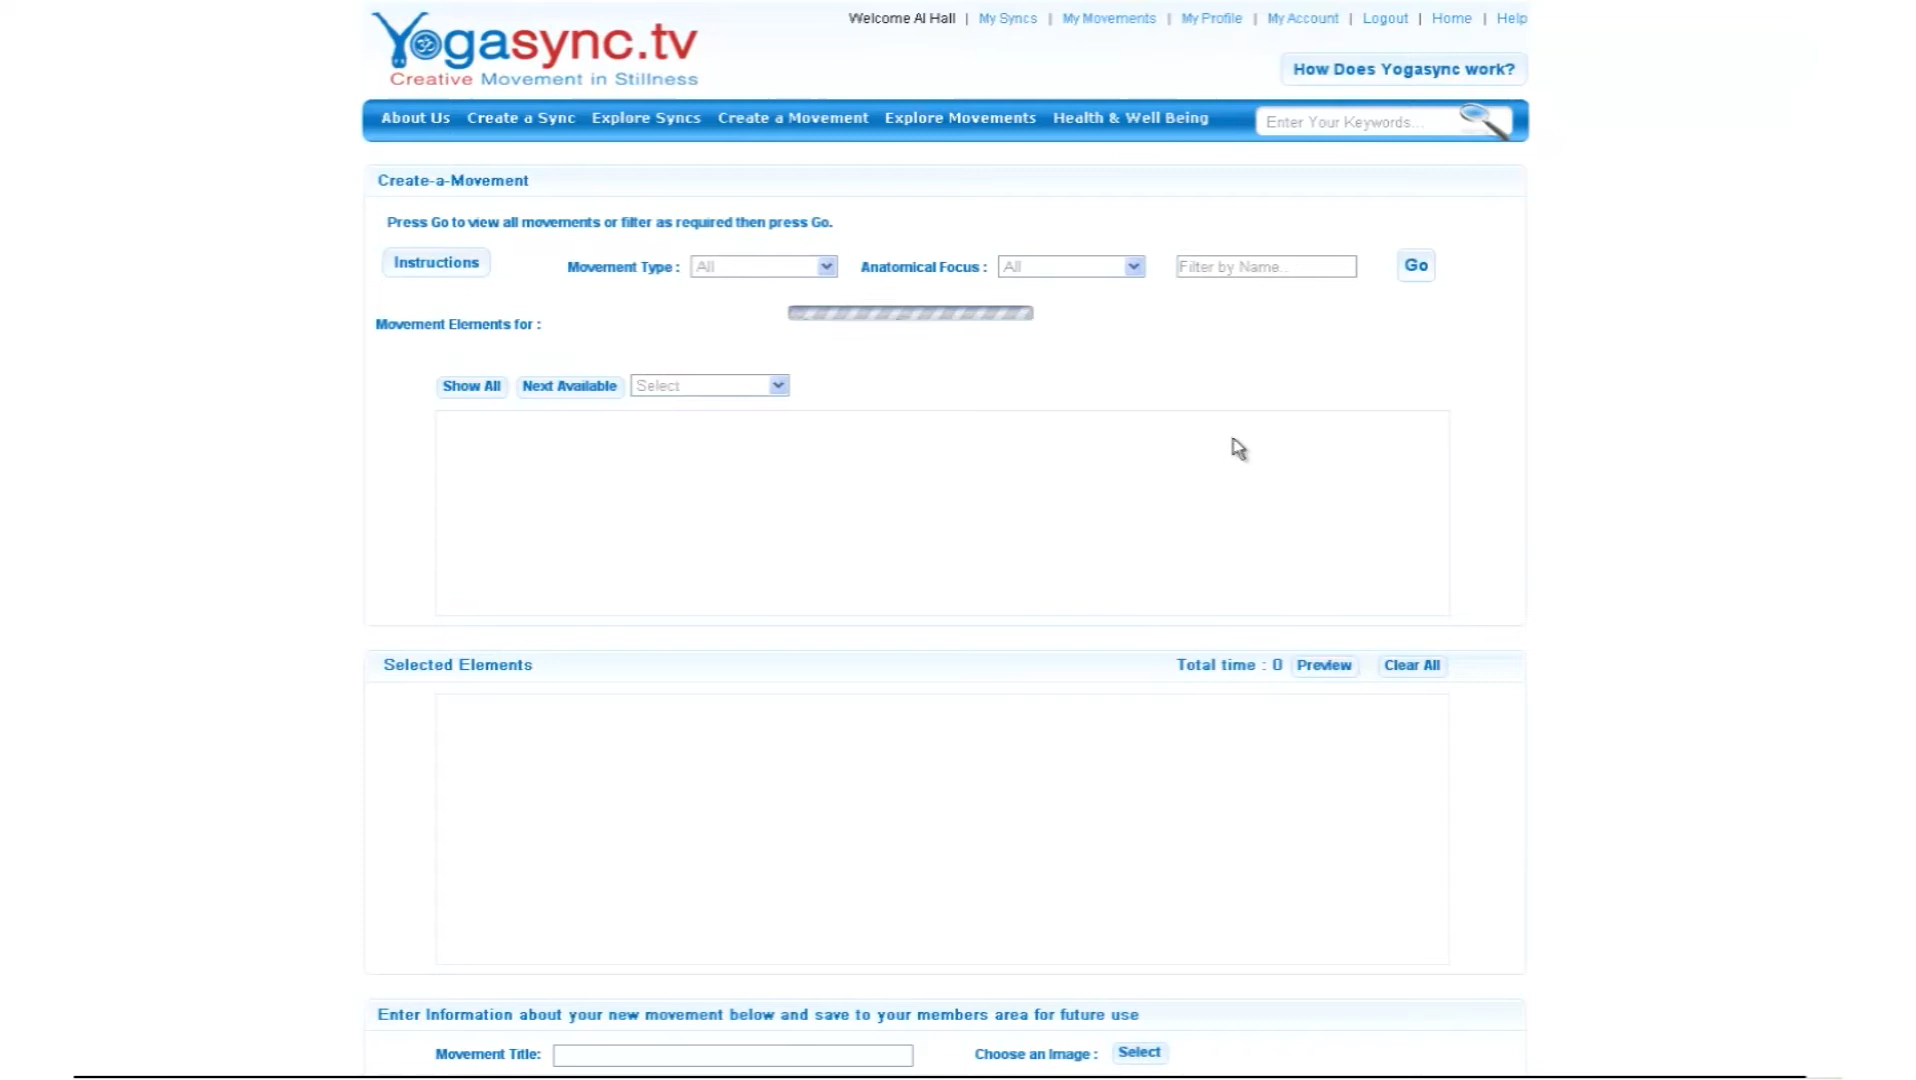 Yogasync.tv
Creative Movement in Stillness
Welcome Al Hall | My Syncs | My Movements | My Profile | My Account | Logout | Home | Help
How Does Yogasync work?
About Us Create a Sync Explore Syncs Create a Movement Explore Movements Health & Well Being Enter Your Keywords...
Create-a-Movement
Press Go to view all movements or filter as required then press Go.
Instructions Movement Type : All Anatomical Focus : All Filter by Name.. Go
Movement Elements for :
Show All Next Available Select
Selected Elements Total time : 0 Preview Clear All
Enter Information about your new movement below and save to your members area for future use
Movement Title: Choose an Image : Select